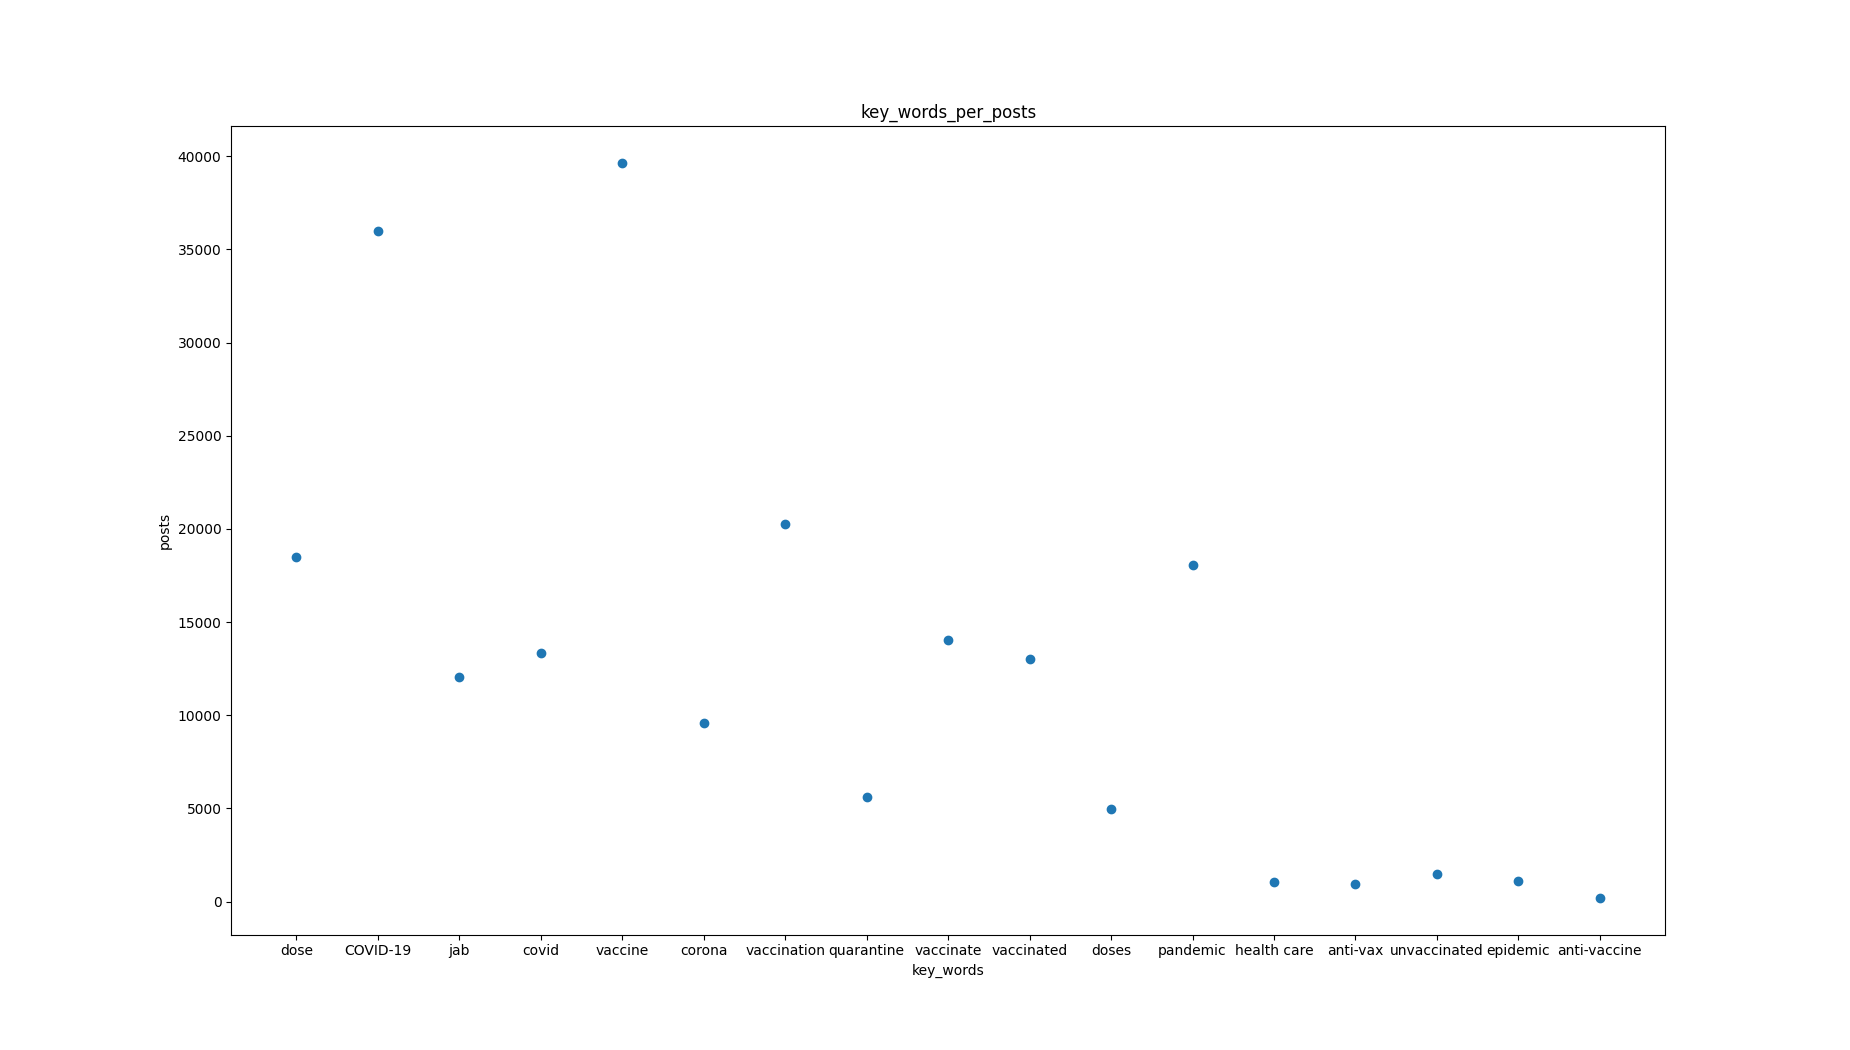 key_words_per_posts
40000
35000
30000
25000
20000
15000
10000
5000
0
posts
dose COVID-19 jab covid vaccine corona vaccination quarantine vaccinate vaccinated doses pandemic health care anti-vax unvaccinated epidemic anti-vaccine
key_words